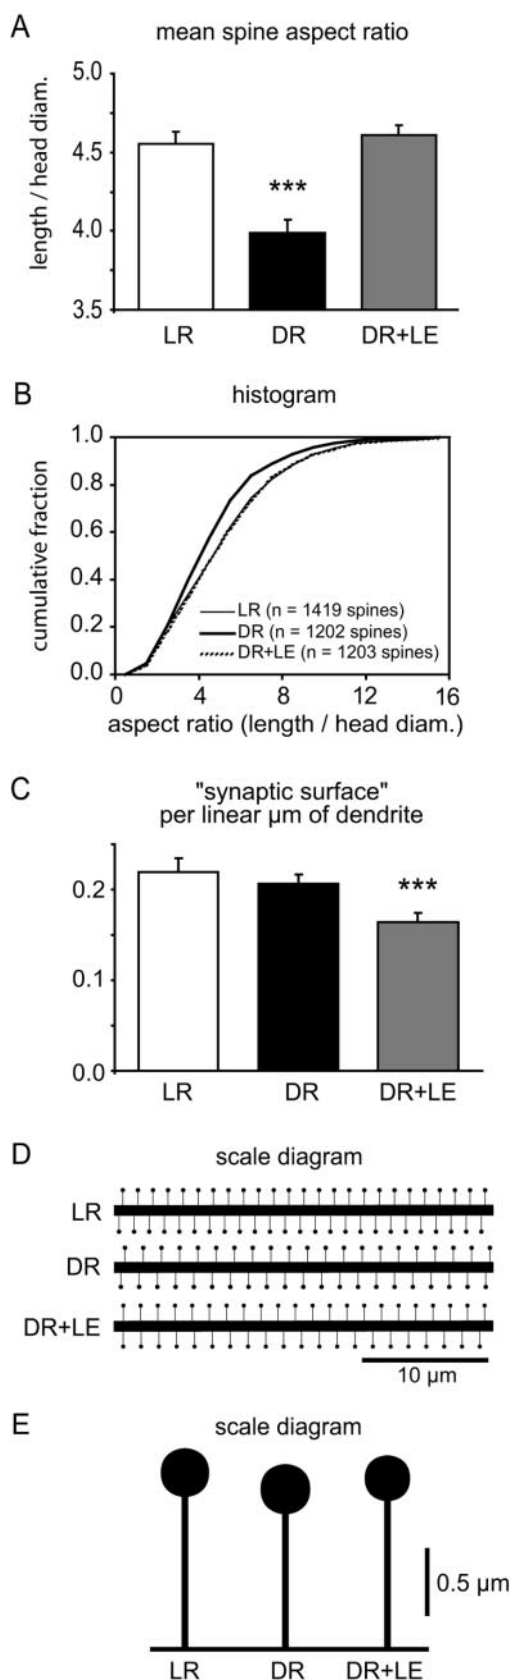 A
mean spine aspect ratio
length / head diam.
5.0
4.5
4.0
3.5
***
LR
DR
DR+LE
B
histogram
cumulative fraction
1.0
0.8
0.6
0.4
0.2
0.0
LR (n = 1419 spines)
DR (n = 1202 spines)
DR+LE (n = 1203 spines)
0
4
8
12
16
aspect ratio (length / head diam.)
C
"synaptic surface"
per linear µm of dendrite
0.2
0.1
0.0
***
LR
DR
DR+LE
D
scale diagram
LR
DR
DR+LE
10 µm
E
scale diagram
0.5 µm
LR
DR
DR+LE